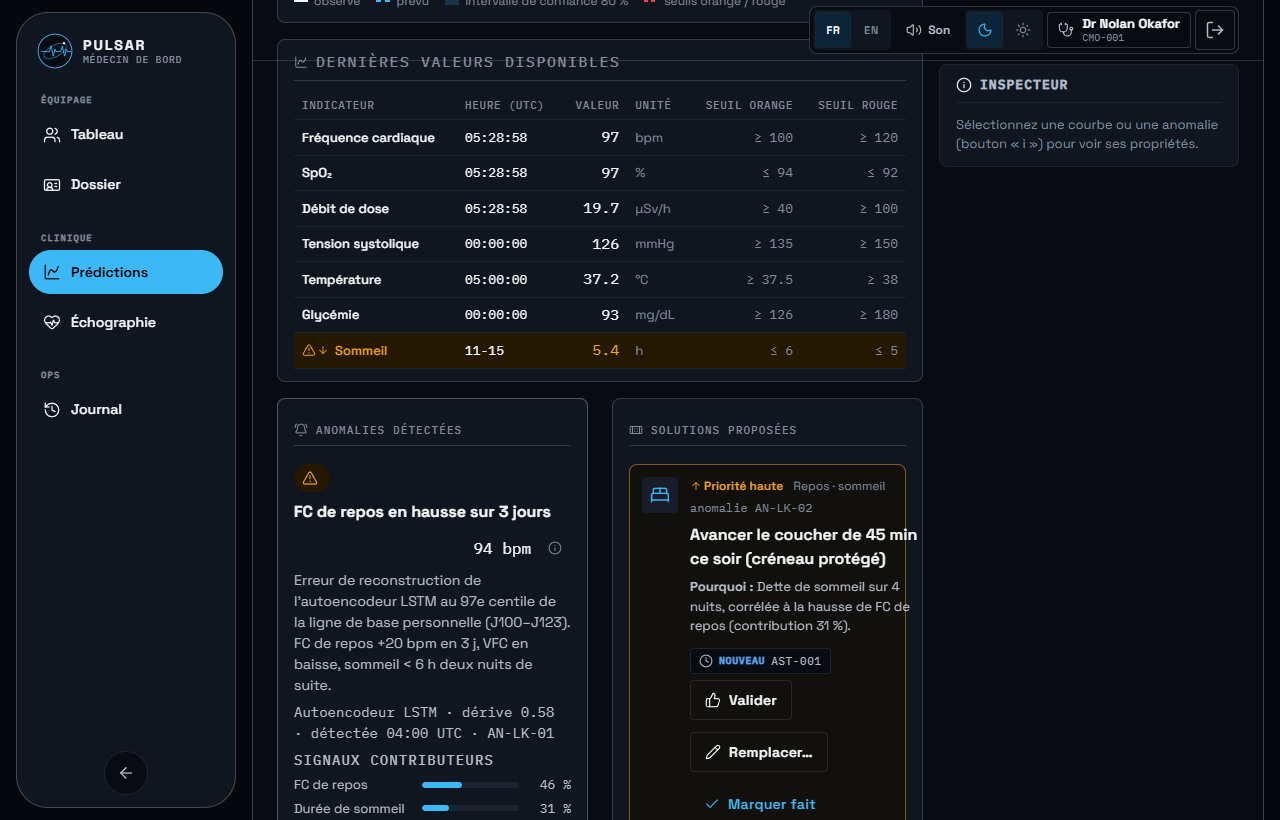 PULSAR
MÉDECIN DE BORD
ÉQUIPAGE
Tableau
Dossier
CLINIQUE
Prédictions
Échographie
OPS
Journal
observé prévu intervalle de confiance 80 % seuils orange / rouge
FR EN Son Dr Nolan Okafor
CMO-001
DERNIÈRES VALEURS DISPONIBLES
INDICATEUR HEURE (UTC) VALEUR UNITÉ SEUIL ORANGE SEUIL ROUGE
Fréquence cardiaque 05:28:58 97 bpm ≥ 100 ≥ 120
SpO₂ 05:28:58 97 % ≤ 94 ≤ 92
Débit de dose 05:28:58 19.7 µSv/h ≥ 40 ≥ 100
Tension systolique 00:00:00 126 mmHg ≥ 135 ≥ 150
Température 05:00:00 37.2 °C ≥ 37.5 ≥ 38
Glycémie 00:00:00 93 mg/dL ≥ 126 ≥ 180
↓ Sommeil 11-15 5.4 h ≤ 6 ≤ 5
ANOMALIES DÉTECTÉES
FC de repos en hausse sur 3 jours
94 bpm
Erreur de reconstruction de
l'autoencodeur LSTM au 97e centile de
la ligne de base personnelle (J100–J123).
FC de repos +20 bpm en 3 j, VFC en
baisse, sommeil < 6 h deux nuits de
suite.
Autoencodeur LSTM · dérive 0.58
· détectée 04:00 UTC · AN-LK-01
SIGNAUX CONTRIBUTEURS
FC de repos 46 %
Durée de sommeil 31 %
SOLUTIONS PROPOSÉES
↑ Priorité haute Repos · sommeil
anomalie AN-LK-02
Avancer le coucher de 45 min
ce soir (créneau protégé)
Pourquoi : Dette de sommeil sur 4
nuits, corrélée à la hausse de FC de
repos (contribution 31 %).
NOUVEAU AST-001
Valider
Remplacer…
Marquer fait
INSPECTEUR
Sélectionnez une courbe ou une anomalie
(bouton « i ») pour voir ses propriétés.